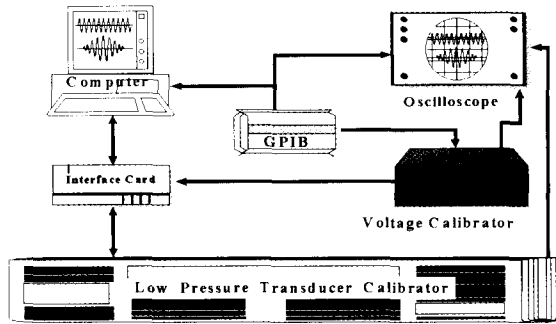 Computer
Oscilloscope
GPIB
Interface Card
Voltage Calibrator
Low Pressure Transducer Calibrator